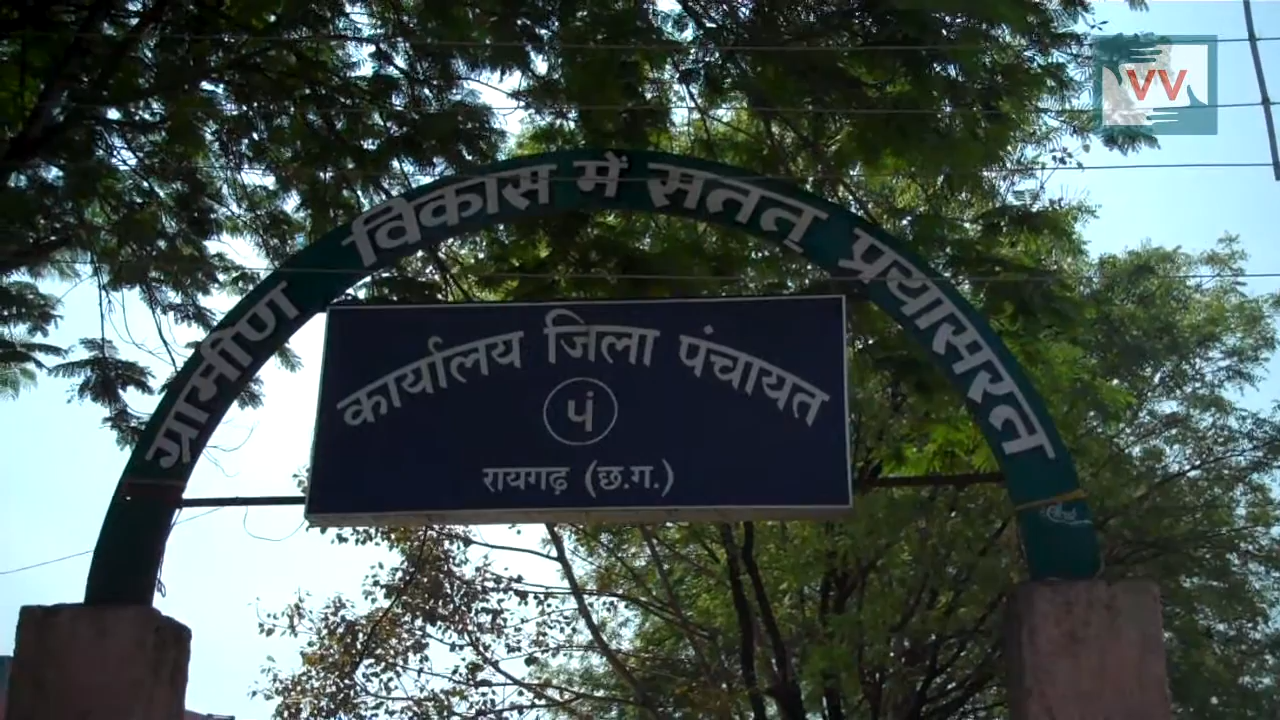 VV
ग्रामीण विकास में सतत् प्रयासरत
कार्यालय जिला पंचायत
पं
रायगढ़ (छ.ग.)